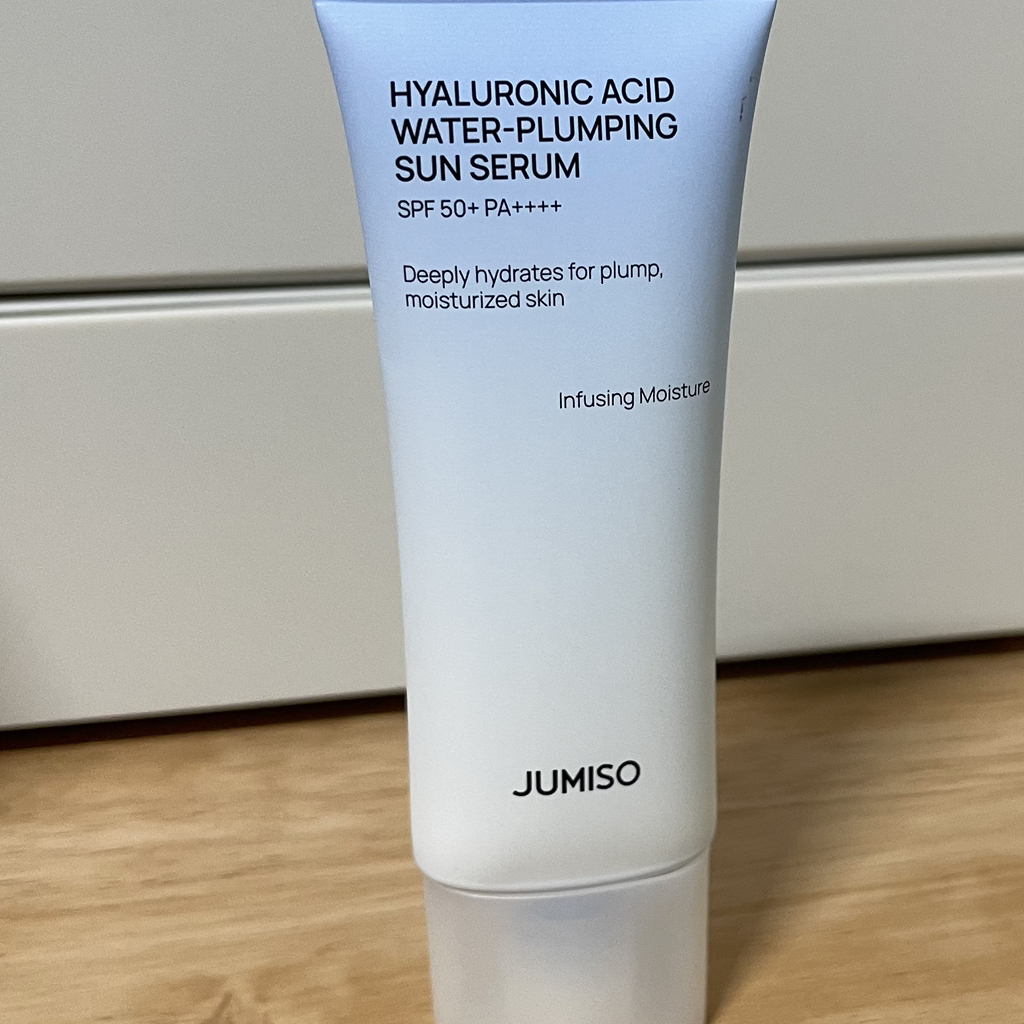 HYALURONIC ACID
WATER-PLUMPING
SUN SERUM
SPF 50+ PA++++
Deeply hydrates for plump,
moisturized skin
Infusing Moisture
JUMISO